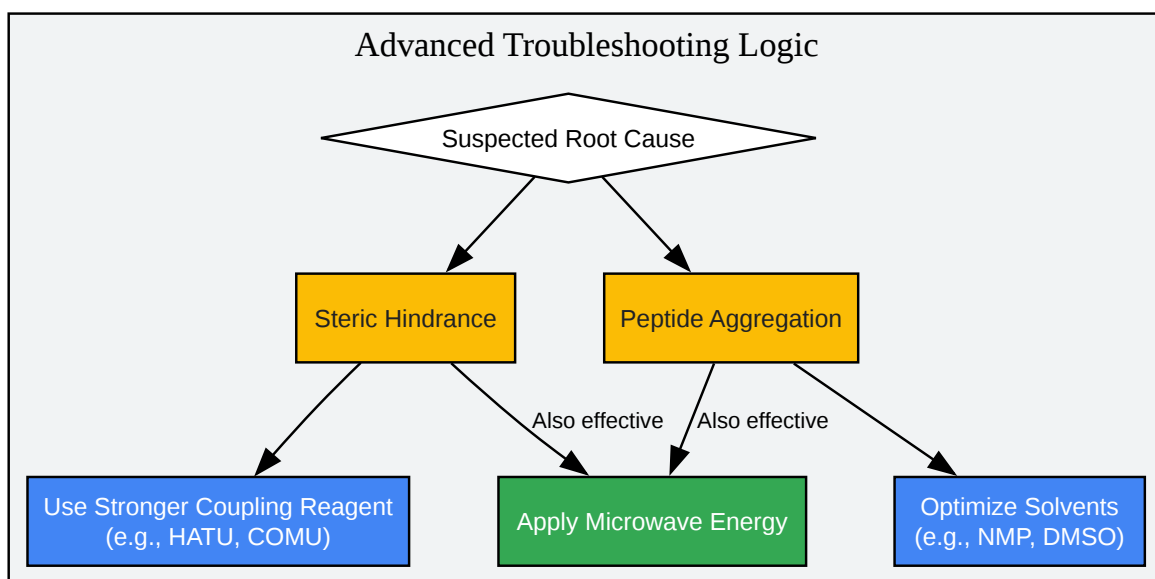 Advanced Troubleshooting Logic
Suspected Root Cause
Steric Hindrance
Peptide Aggregation
Also effective
Also effective
Use Stronger Coupling Reagent
(e.g., HATU, COMU)
Apply Microwave Energy
Optimize Solvents
(e.g., NMP, DMSO)